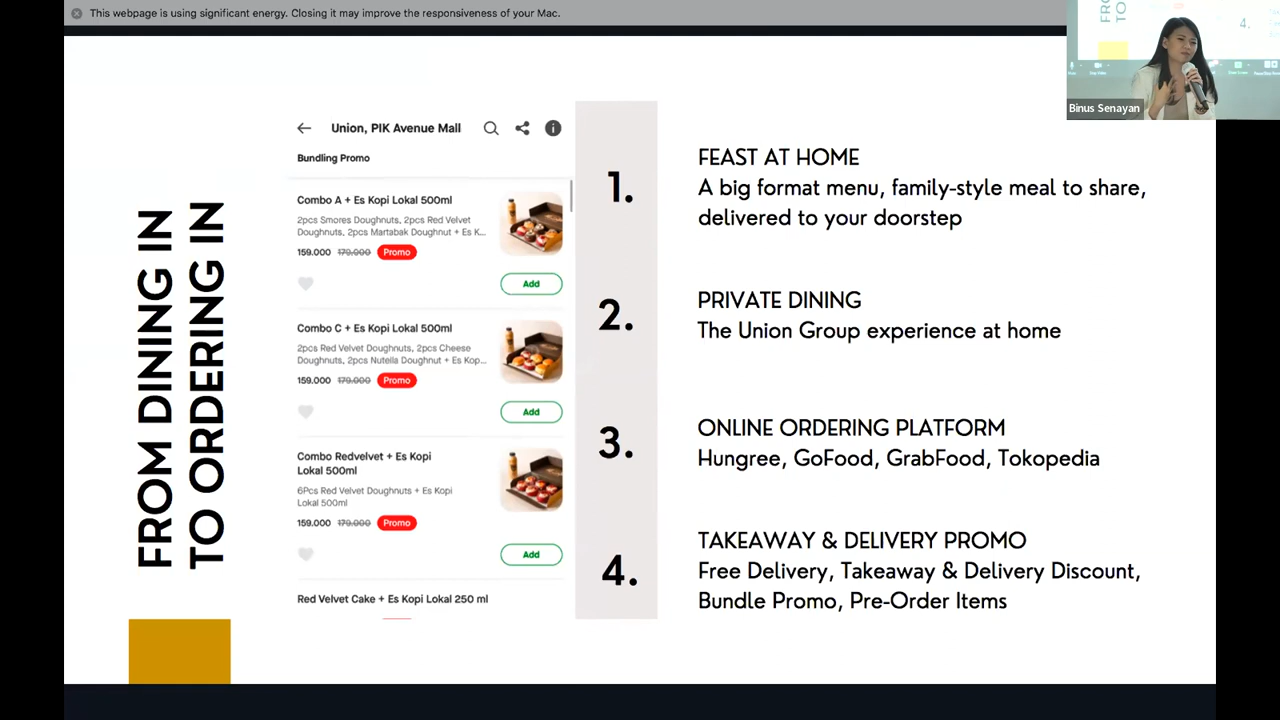 This webpage is using significant energy. Closing it may improve the responsiveness of your Mac.
4.
Binus Senayan
FROM DINING IN
TO ORDERING IN
Union, PIK Avenue Mall
Bundling Promo
Combo A + Es Kopi Lokal 500ml
2pcs Smores Doughnuts, 2pcs Red Velvet
Doughnuts, 2pcs Martabak Doughnut + Es K...
159.000 179.000 Promo
Add
Combo C + Es Kopi Lokal 500ml
2pcs Red Velvet Doughnuts, 2pcs Cheese
Doughnuts, 2pcs Nutella Doughnut + Es Kop...
159.000 179.000 Promo
Add
Combo Redvelvet + Es Kopi
Lokal 500ml
6Pcs Red Velvet Doughnuts + Es Kopi
Lokal 500ml
159.000 179.000 Promo
Add
Red Velvet Cake + Es Kopi Lokal 250 ml
1.
FEAST AT HOME
A big format menu, family-style meal to share,
delivered to your doorstep
2.
PRIVATE DINING
The Union Group experience at home
3.
ONLINE ORDERING PLATFORM
Hungree, GoFood, GrabFood, Tokopedia
4.
TAKEAWAY & DELIVERY PROMO
Free Delivery, Takeaway & Delivery Discount,
Bundle Promo, Pre-Order Items